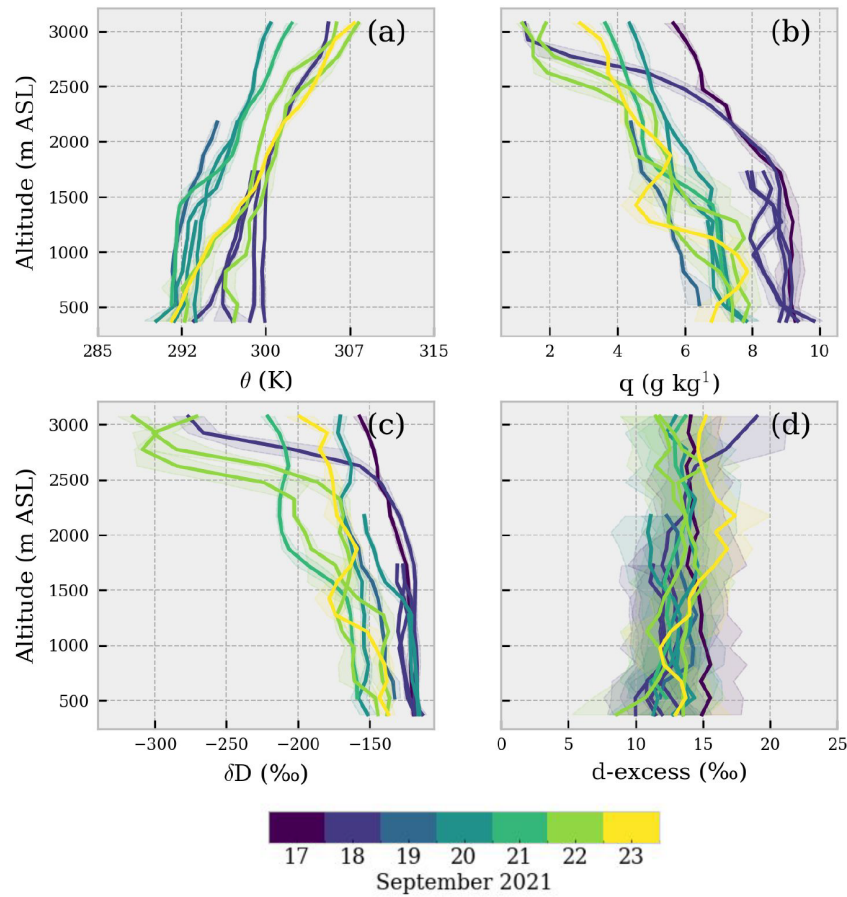 (a)
Altitude (m ASL)
3000
2500
2000
1500
1000
500
285 292 300 307 315
θ (K)
(b)
2 4 6 8 10
q (g kg¹)
(c)
Altitude (m ASL)
3000
2500
2000
1500
1000
500
−300 −250 −200 −150
δD (‰)
(d)
0 5 10 15 20 25
d-excess (‰)
17 18 19 20 21 22 23
September 2021